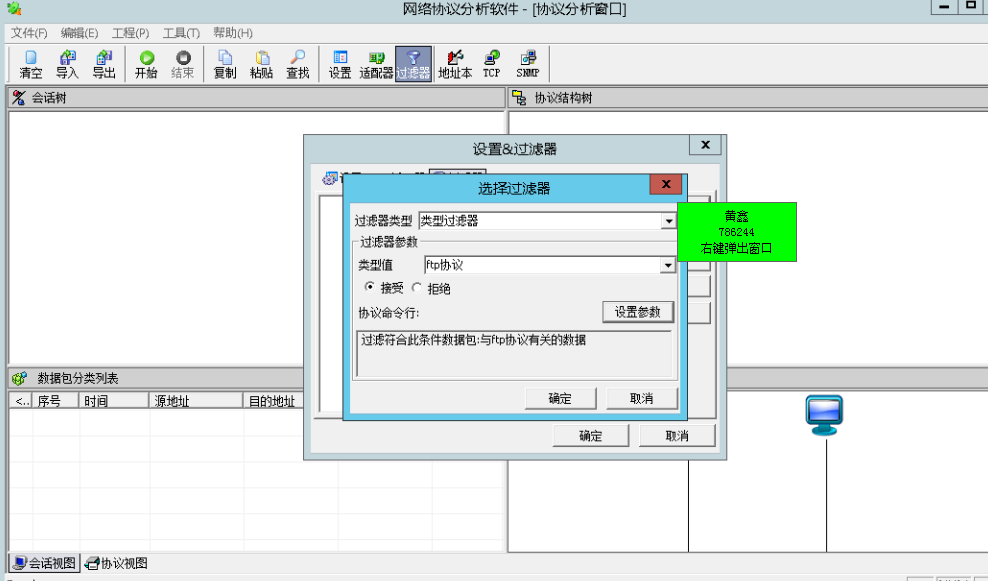 网络协议分析软件 - [协议分析窗口]
文件(F) 编辑(E) 工程(P) 工具(T) 帮助(H)
清空 导入 导出 开始 结束 复制 粘贴 查找 设置 适配器 过滤器 地址本 TCP SNMP
会话树
协议结构树
设置&过滤器
选择过滤器
过滤器类型 类型过滤器
黄鑫
786244
右键弹出窗口
过滤器参数
类型值 ftp协议
接受 拒绝
协议命令行: 设置参数
过滤符合此条件数据包:与ftp协议有关的数据
确定 取消
确定 取消
数据包分类列表
<.. 序号 时间 源地址 目的地址
会话视图 协议视图